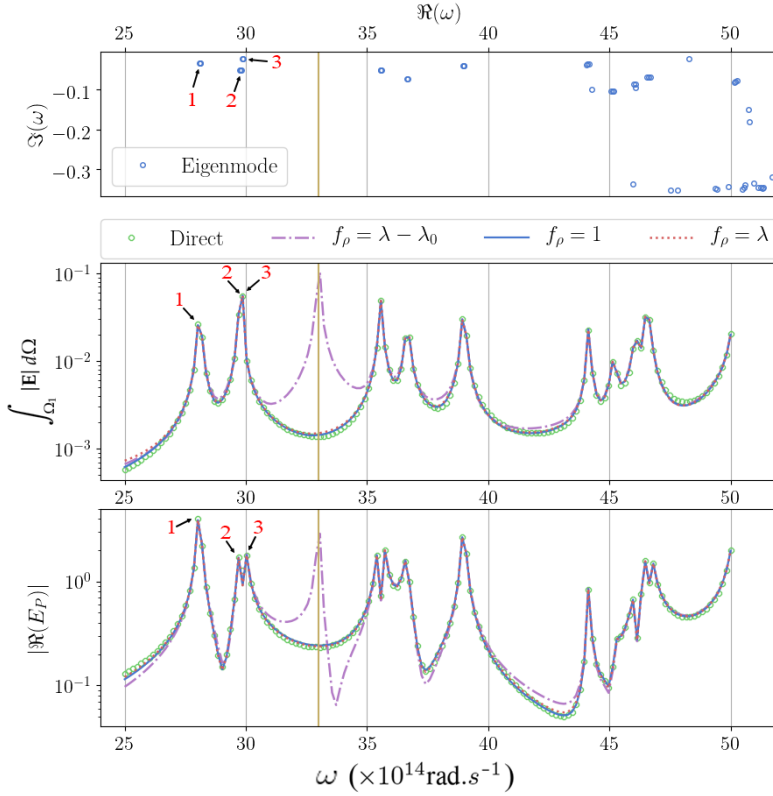 ℜ(ω)
25 30 35 40 45 50
ℑ(ω)
−0.1
−0.2
−0.3
1 2 3
Eigenmode
Direct f_ρ = λ − λ_0 f_ρ = 1 f_ρ = λ
∫_{Ω_1} |E| dΩ
10^{−1}
10^{−2}
10^{−3}
1 2 3
25 30 35 40 45 50
|ℜ(E_P)|
10^0
10^{−1}
1 2 3
25 30 35 40 45 50
ω (×10^{14}rad.s^{-1})